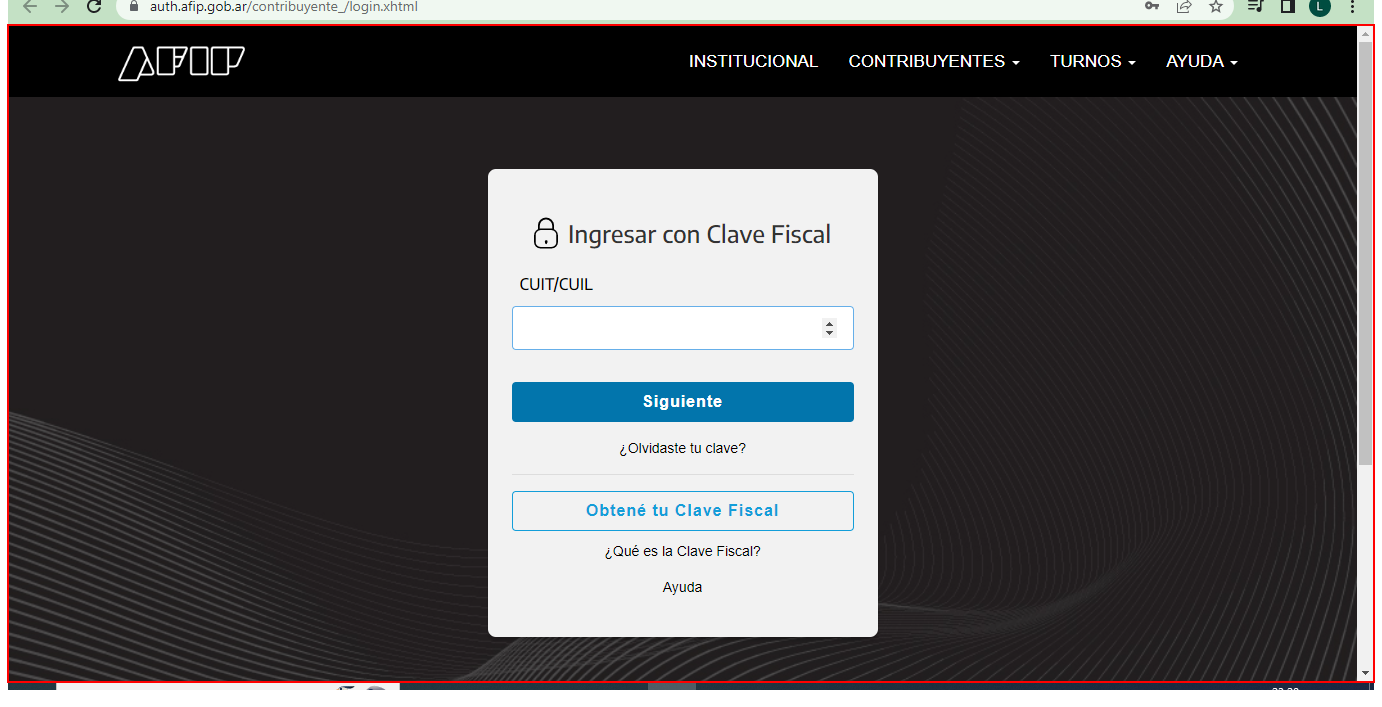 auth.afip.gob.ar/contribuyente_/login.xhtml
L
AFIP
INSTITUCIONAL CONTRIBUYENTES TURNOS AYUDA
Ingresar con Clave Fiscal
CUIT/CUIL
Siguiente
¿Olvidaste tu clave?
Obtené tu Clave Fiscal
¿Qué es la Clave Fiscal?
Ayuda